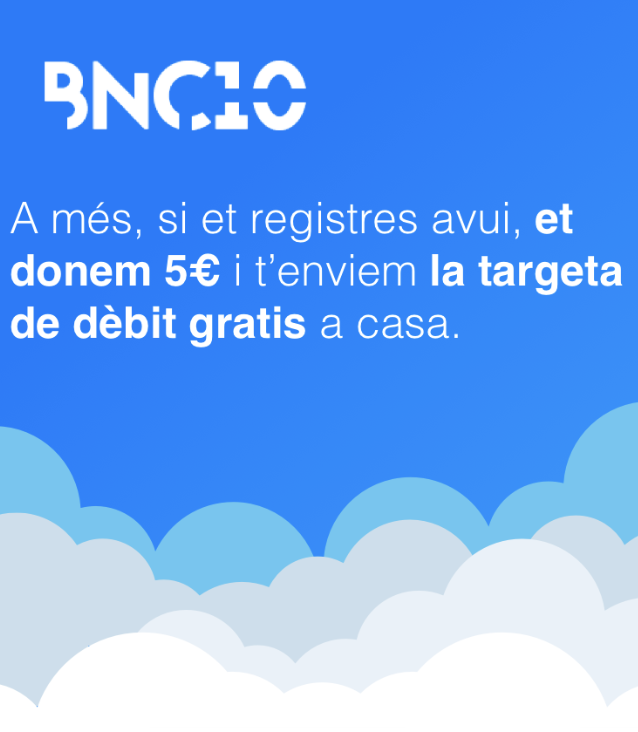 BNC10
A més, si et registres avui, et
donem 5€ i t’enviem la targeta
de dèbit gratis a casa.